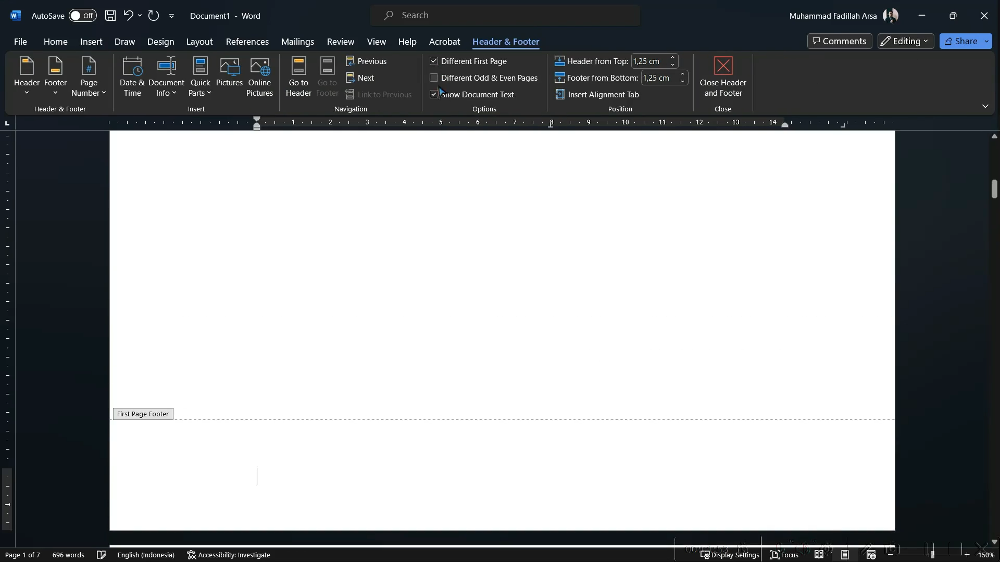 AutoSave Off Document1 - Word Search Muhammad Fadillah Arsa
File Home Insert Draw Design Layout References Mailings Review View Help Acrobat Header & Footer Comments Editing Share
Header Footer Page Number Date & Time Document Info Quick Parts Pictures Online Pictures Go to Header Go to Footer
Previous
Next
Link to Previous
Different First Page
Different Odd & Even Pages
Show Document Text
Header from Top: 1,25 cm
Footer from Bottom: 1,25 cm
Insert Alignment Tab
Close Header and Footer
Header & Footer Insert Navigation Options Position Close
1 2 3 4 5 6 7 8 9 10 11 12 13 14
First Page Footer
1
Page 1 of 7 696 words English (Indonesia) Accessibility: Investigate Display Settings Focus 150%